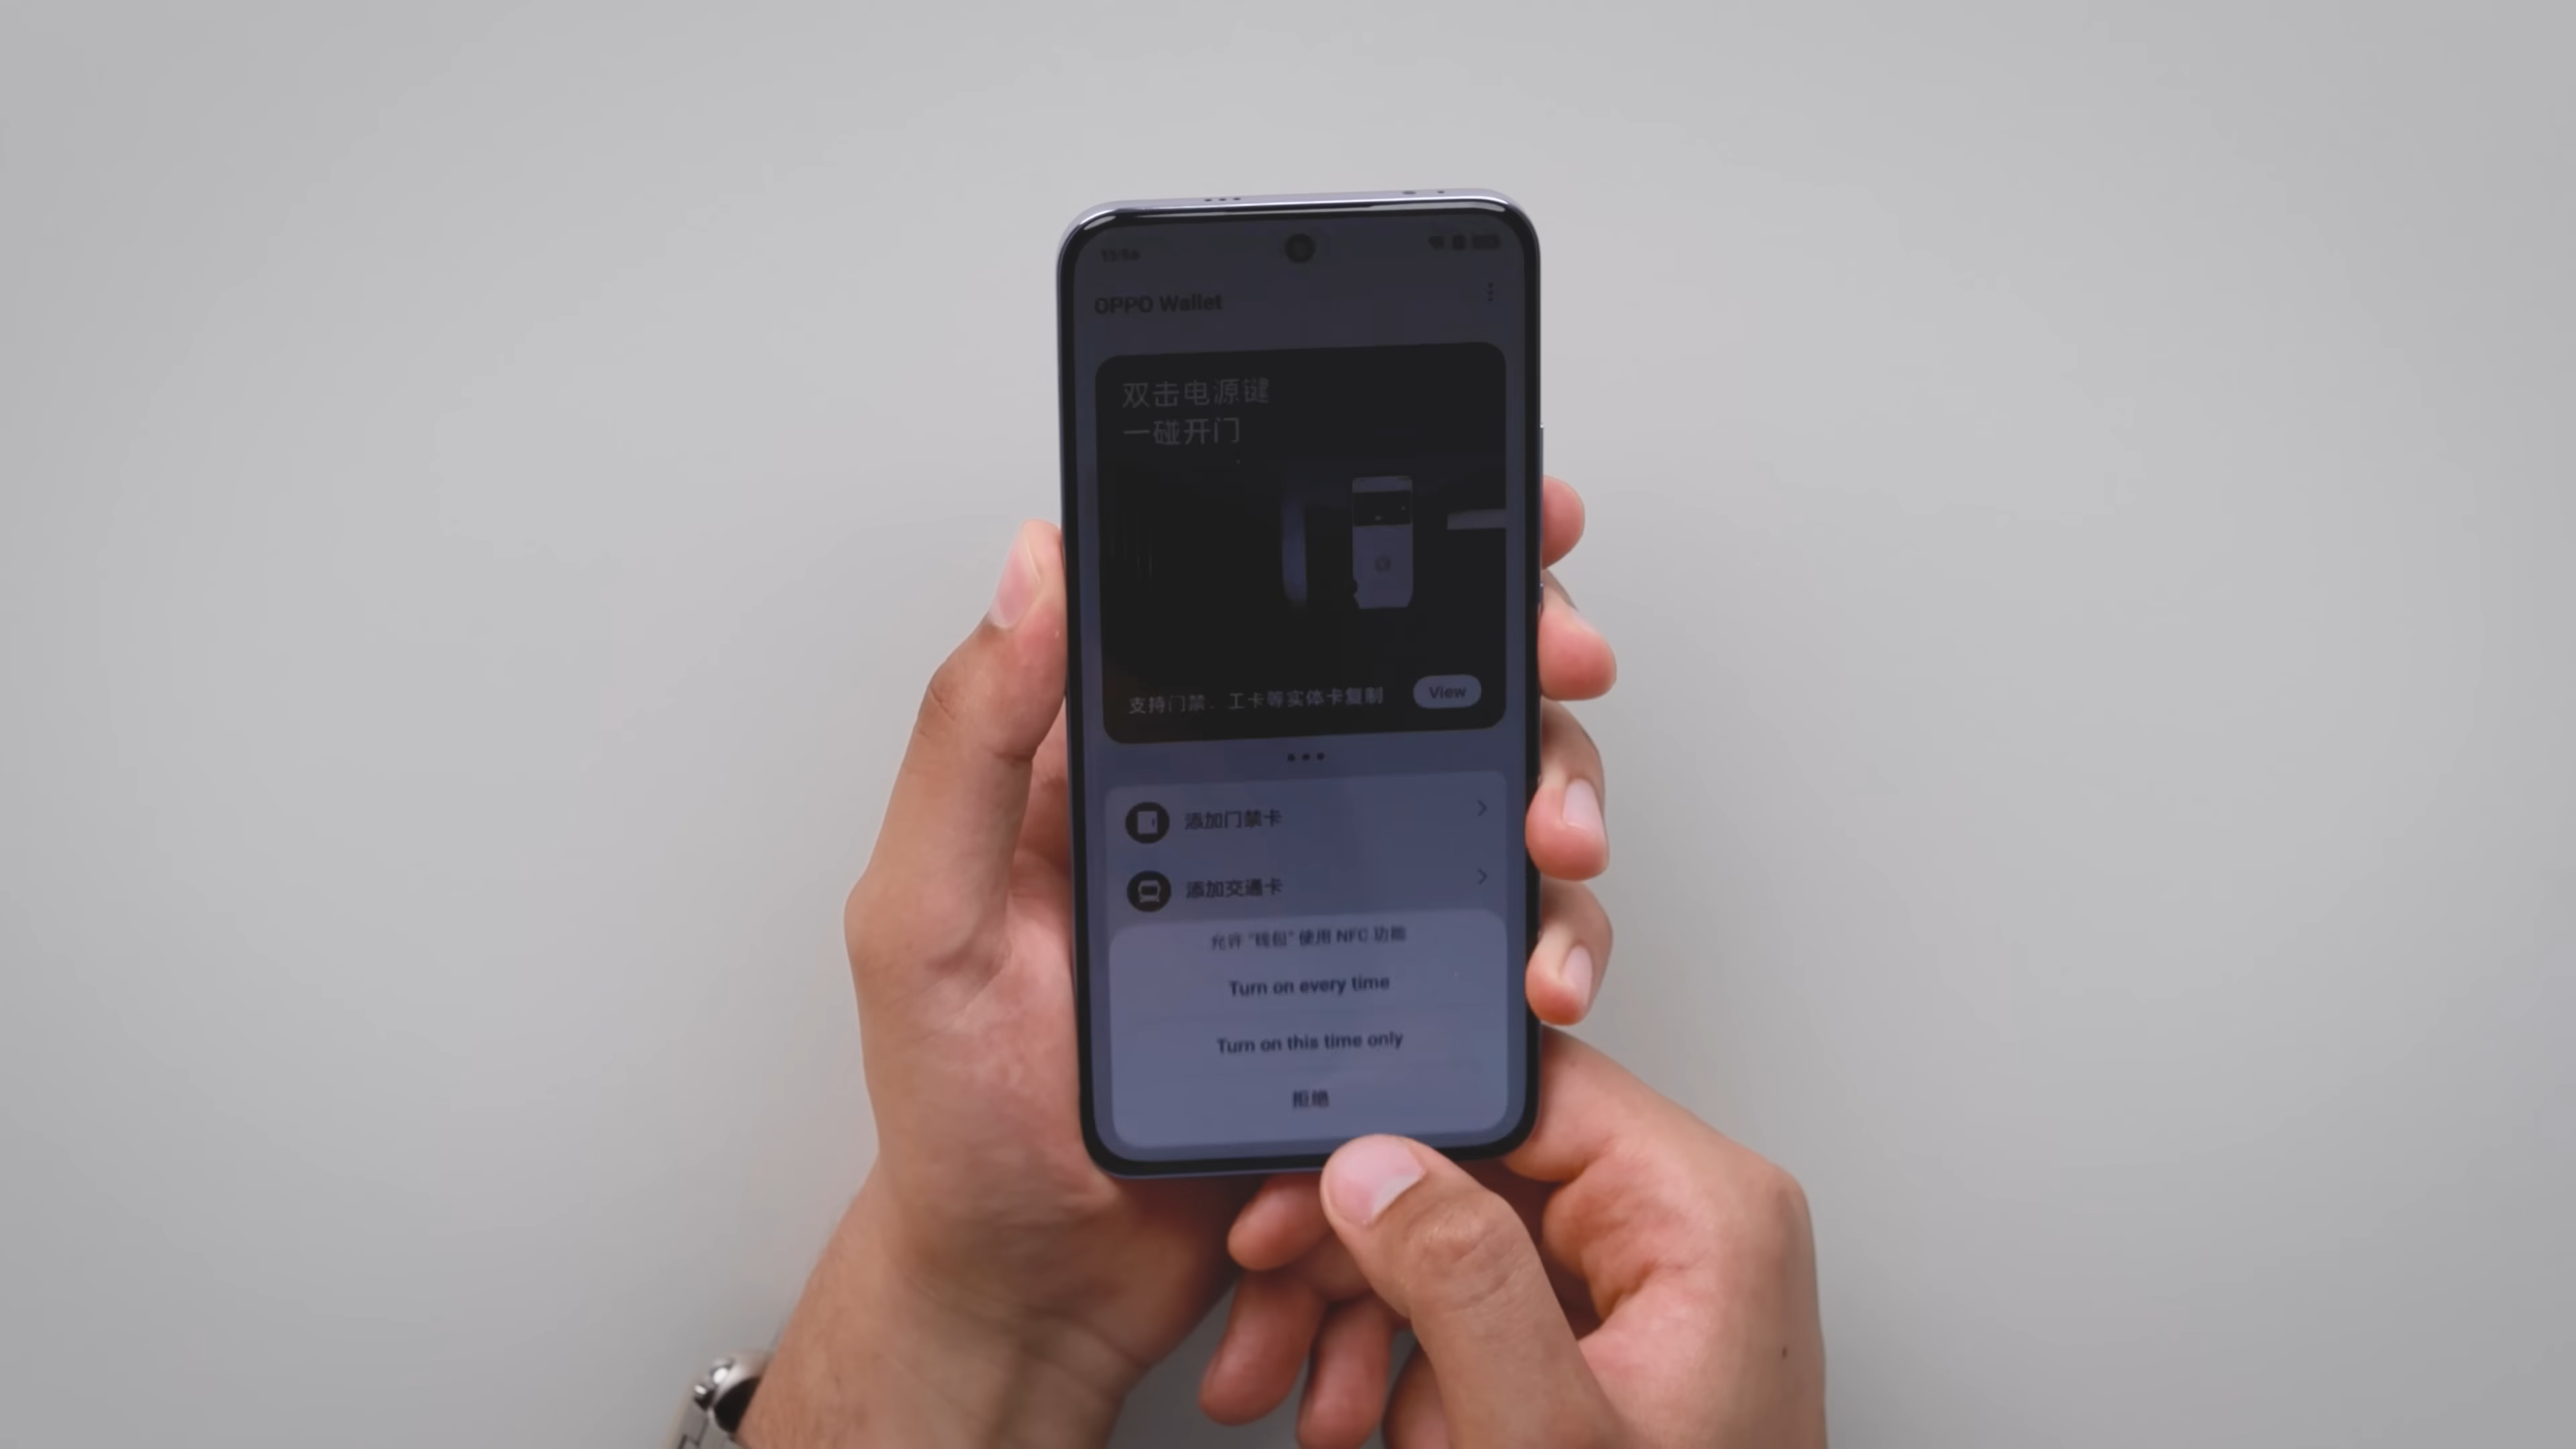 OPPO Wallet
双击电源键
一碰开门
支持门禁、工卡等实体卡复制
View
添加门禁卡
添加交通卡
允许 "钱包" 使用 NFC 功能
Turn on every time
Turn on this time only
拒绝